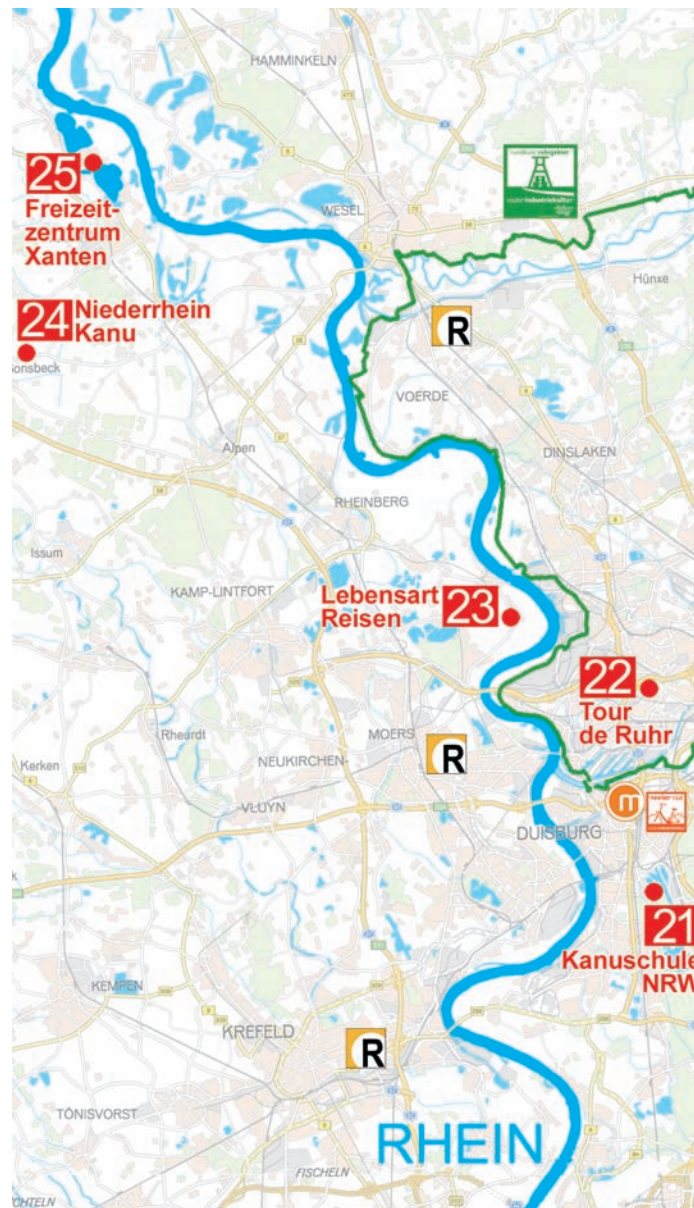 HAMMINKELN
25
Freizeit-
zentrum
Xanten
WESEL
Hünxe
24
Niederrhein
Kanu
onsbeck
R
VOERDE
Alpen
DINSLAKEN
RHEINBERG
Issum
KAMP-LINTFORT
Lebensart
Reisen
23
22
Tour
de Ruhr
Rheurdt
MOERS
R
Kerken
NEUKIRCHEN-
VLUYN
m
DUISBURG
21
Kanuschule
NRW
KEMPEN
KREFELD
R
TÖNISVORST
RHEIN
FISCHELN
CHTELN